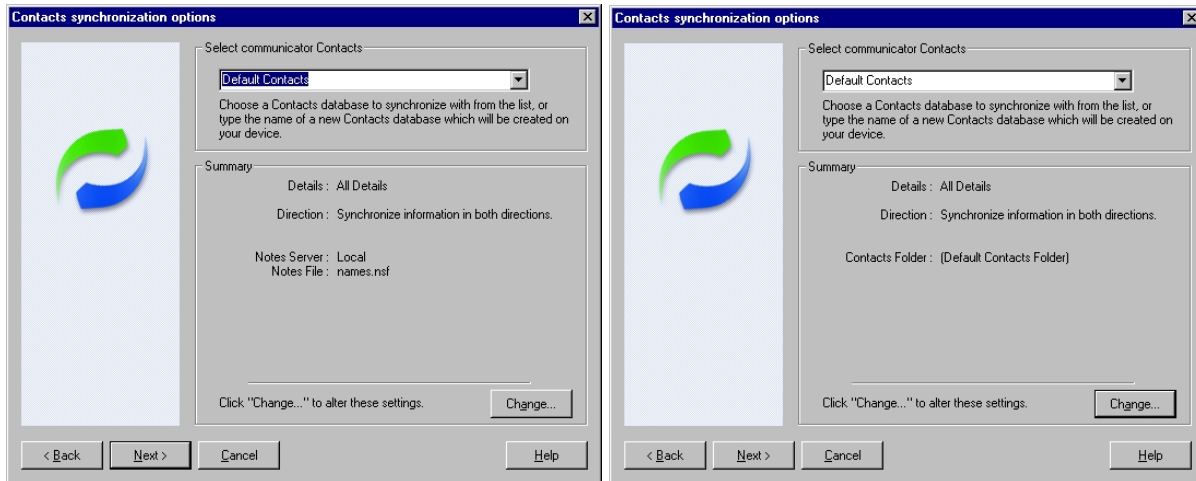 Contacts synchronization options
Select communicator Contacts
Default Contacts
Choose a Contacts database to synchronize with from the list, or
type the name of a new Contacts database which will be created on
your device.
Summary
Details : All Details
Direction : Synchronize information in both directions.
Notes Server : Local
Notes File : names.nsf
Click "Change..." to alter these settings.
Change...
< Back
Next >
Cancel
Help
Contacts synchronization options
Select communicator Contacts
Default Contacts
Choose a Contacts database to synchronize with from the list, or
type the name of a new Contacts database which will be created on
your device.
Summary
Details : All Details
Direction : Synchronize information in both directions.
Contacts Folder : (Default Contacts Folder)
Click "Change..." to alter these settings.
Change...
< Back
Next >
Cancel
Help